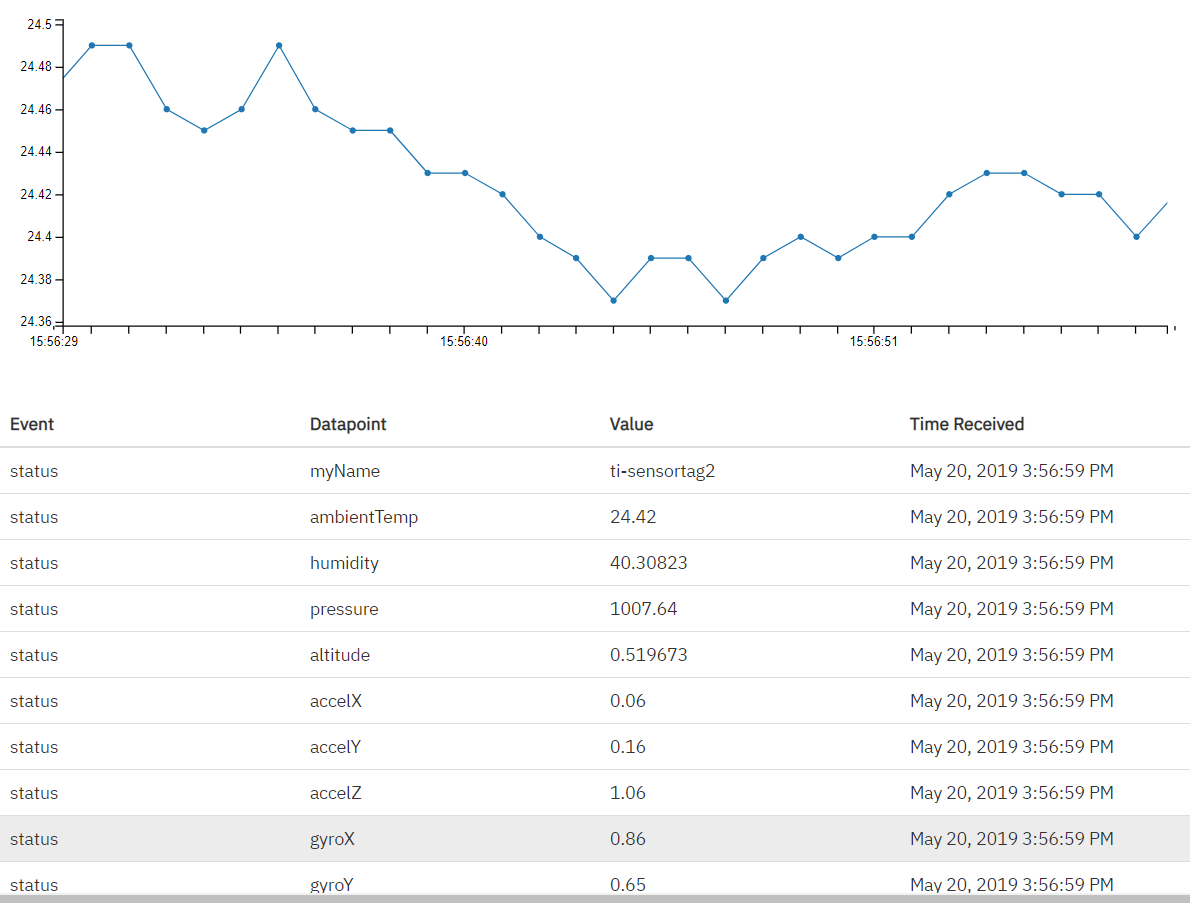 24.5
24.48
24.46
24.44
24.42
24.4
24.38
24.36
15:56:29 15:56:40 15:56:51
Event Datapoint Value Time Received
status myName ti-sensortag2 May 20, 2019 3:56:59 PM
status ambientTemp 24.42 May 20, 2019 3:56:59 PM
status humidity 40.30823 May 20, 2019 3:56:59 PM
status pressure 1007.64 May 20, 2019 3:56:59 PM
status altitude 0.519673 May 20, 2019 3:56:59 PM
status accelX 0.06 May 20, 2019 3:56:59 PM
status accelY 0.16 May 20, 2019 3:56:59 PM
status accelZ 1.06 May 20, 2019 3:56:59 PM
status gyroX 0.86 May 20, 2019 3:56:59 PM
status gyroY 0.65 May 20, 2019 3:56:59 PM